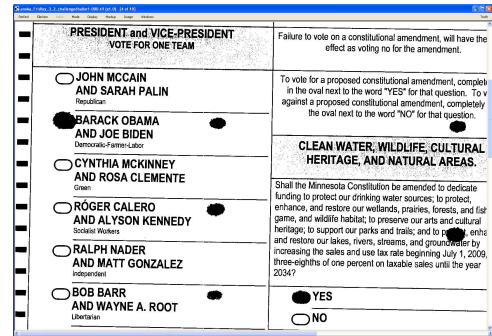 Election Mode Display Markup Image Windows
PRESIDENT and VICE-PRESIDENT
VOTE FOR ONE TEAM
JOHN MCCAIN
AND SARAH PALIN
Republican
BARACK OBAMA
AND JOE BIDEN
Democratic-Farmer-Labor
CYNTHIA MCKINNEY
AND ROSA CLEMENTE
Green
RÓGER CALERO
AND ALYSON KENNEDY
Socialist Workers
RALPH NADER
AND MATT GONZALEZ
Independent
BOB BARR
AND WAYNE A. ROOT
Libertarian
Failure to vote on a constitutional amendment, will have the
effect as voting no for the amendment.
To vote for a proposed constitutional amendment, complet
in the oval next to the word "YES" for that question. To v
against a proposed constitutional amendment, completely
the oval next to the word "NO" for that question.
CLEAN WATER, WILDLIFE, CULTURAL
HERITAGE, AND NATURAL AREAS.
Shall the Minnesota Constitution be amended to dedicate
funding to protect our drinking water sources; to protect,
enhance, and restore our wetlands, prairies, forests, and fish
game, and wildlife habitat; to preserve our arts and cultural
heritage; to support our parks and trails; and to protect, enha
and restore our lakes, rivers, streams, and groundwater by
increasing the sales and use tax rate beginning July 1, 2009,
three-eighths of one percent on taxable sales until the year
2034?
YES
NO